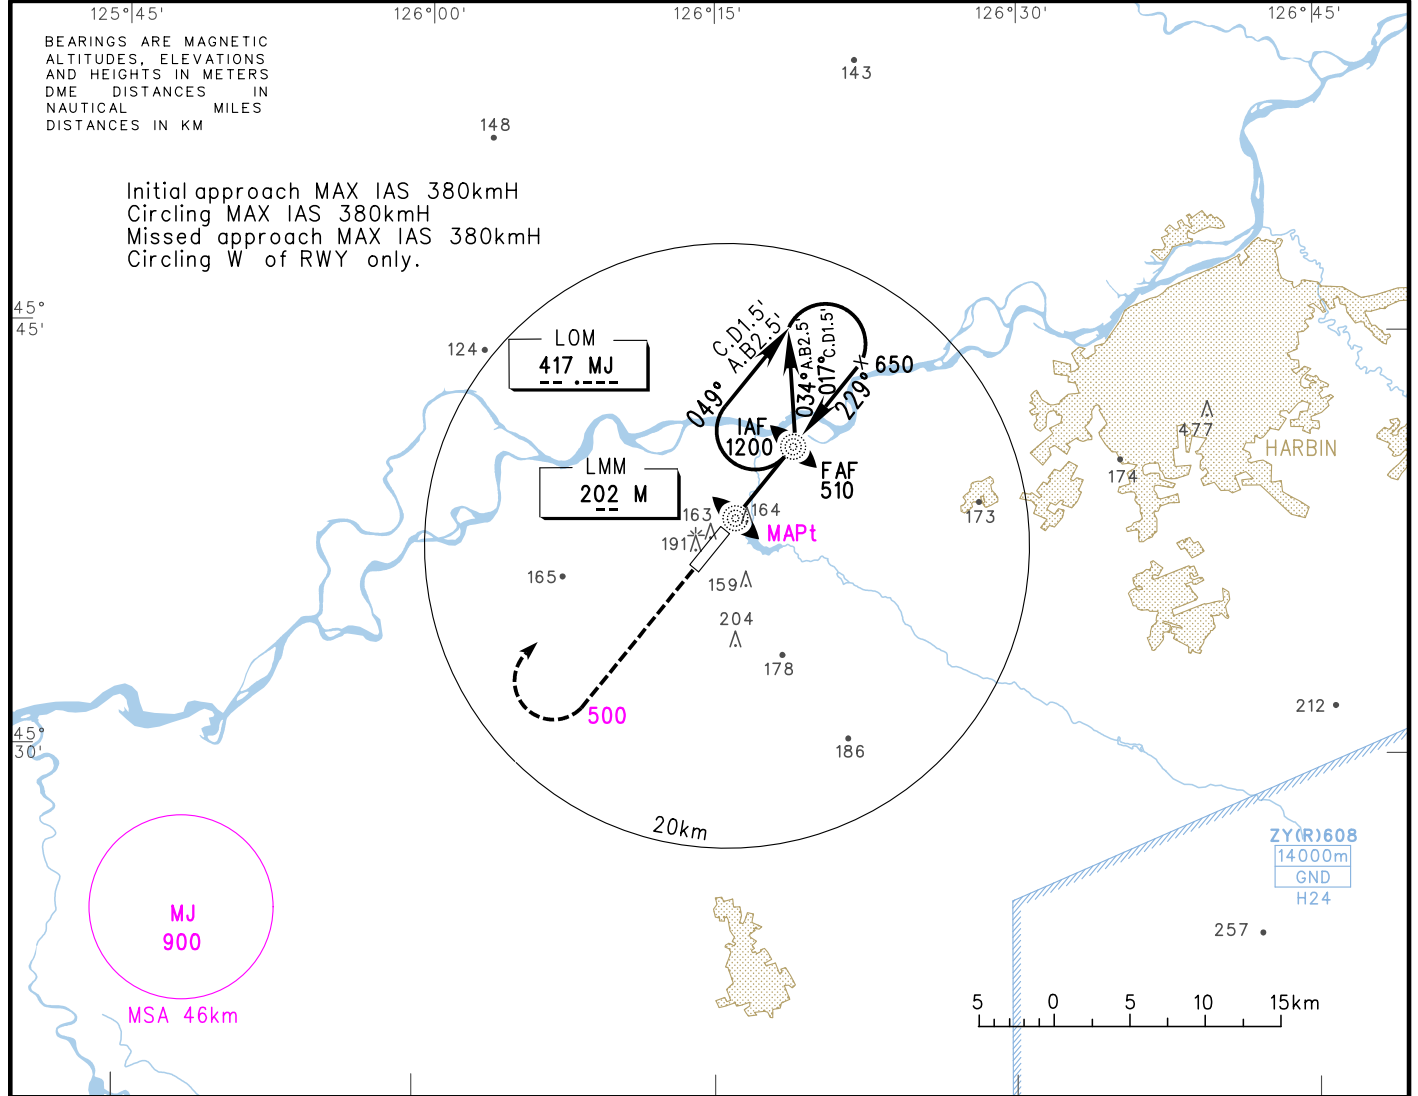 125°45'
126°00'
126°15'
126°30'
126°45'
BEARINGS ARE MAGNETIC
ALTITUDES, ELEVATIONS
AND HEIGHTS IN METERS
DME DISTANCES IN
NAUTICAL MILES
DISTANCES IN KM
143
148
Initial approach MAX IAS 380kmH
Circling MAX IAS 380kmH
Missed approach MAX IAS 380kmH
Circling W of RWY only.
45°
45'
C.D1.5'
A.B2.5'
034° A.B2.5'
017° C.D1.5'
LOM
417 MJ
124
650
049°
229°
477
IAF
1200
HARBIN
LMM
202 M
FAF
510
174
173
163
164
MAPt
191
165
159
204
178
500
212
45°
30'
186
20km
ZY(R)608
14000m
GND
H24
MJ
900
257
MSA 46km
5 0 5 10 15km